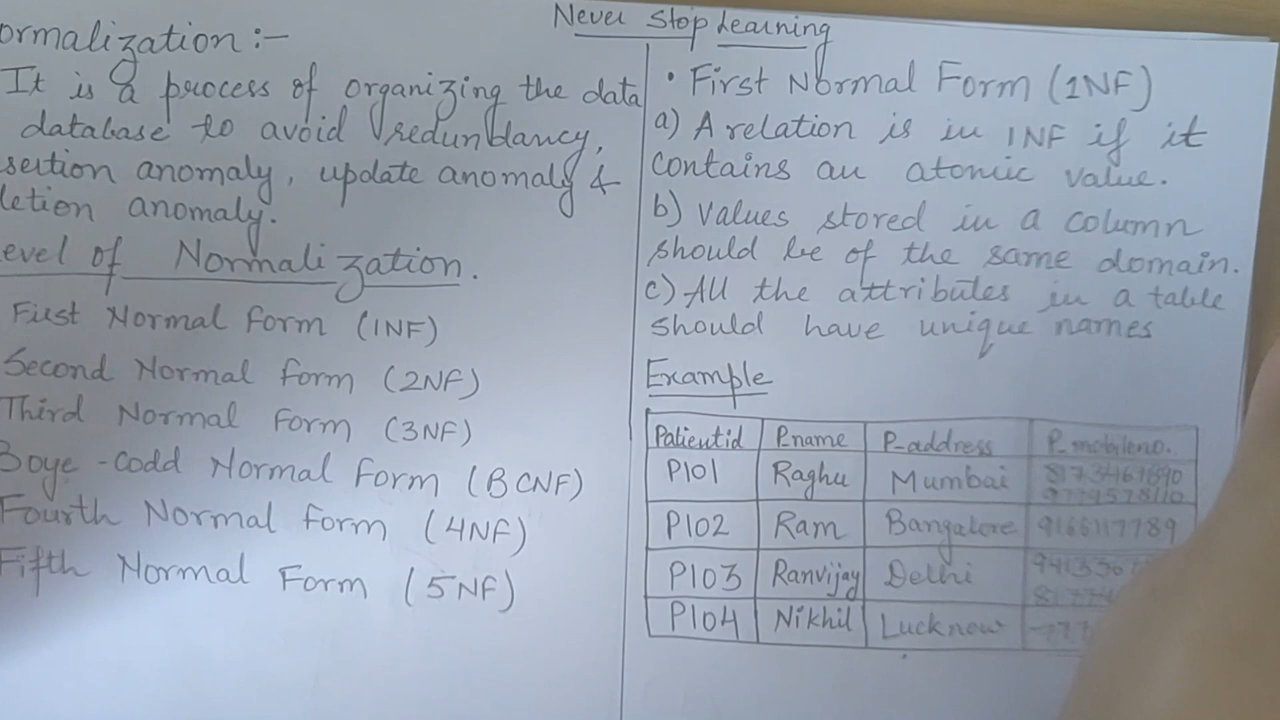 Never Stop Learning
ormalization :-
It is a process of organizing the data
database to avoid redundancy,
sertion anomaly, update anomaly &
letion anomaly.
evel of Normalization.
First Normal form (1NF)
Second Normal form (2NF)
Third Normal Form (3NF)
Boye-Codd Normal Form (BCNF)
Fourth Normal form (4NF)
Fifth Normal Form (5NF)
• First Normal Form (1NF)
a) A relation is in 1NF if it
contains an atomic value.
b) Values stored in a column
should be of the same domain.
c) All the attributes in a table
should have unique names
Example
Patientid P.name P-address P-mobileno.
P101 Raghu Mumbai
P102 Ram Bangalore
P103 Ranvijay Delhi
P104 Nikhil Lucknew